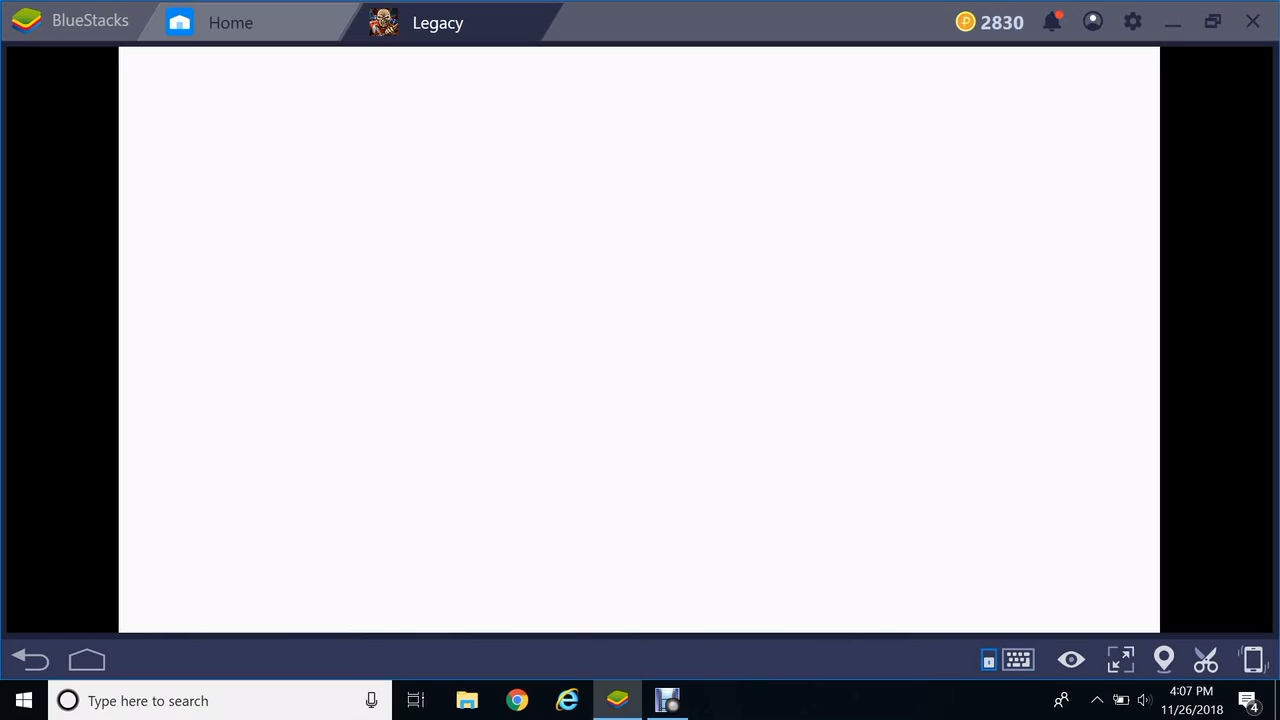 BlueStacks
Home
Legacy
2830
Type here to search
4:07 PM
11/26/2018
4